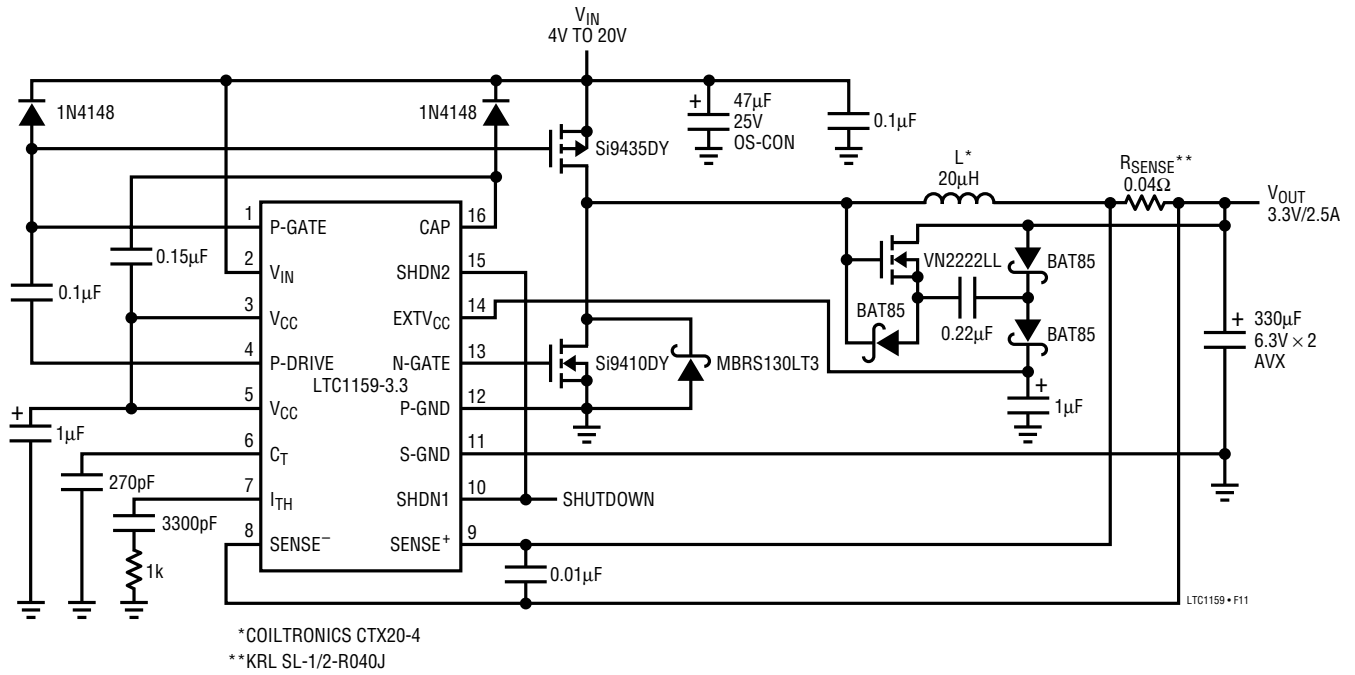 V_IN
4V TO 20V
1N4148
1N4148
+
47µF
25V
OS-CON
0.1µF
Si9435DY
L*
20µH
R_SENSE**
0.04Ω
V_OUT
3.3V/2.5A
1
P-GATE
CAP
16
0.15µF
2
V_IN
SHDN2
15
VN2222LL
BAT85
0.1µF
3
V_CC
EXTV_CC
14
BAT85
0.22µF
BAT85
+
330µF
6.3V × 2
AVX
4
P-DRIVE
N-GATE
13
Si9410DY
MBRS130LT3
LTC1159-3.3
5
V_CC
P-GND
12
+
1µF
+
1µF
6
C_T
S-GND
11
270pF
7
I_TH
SHDN1
10
SHUTDOWN
3300pF
8
SENSE⁻
SENSE⁺
9
1k
0.01µF
LTC1159 • F11
*COILTRONICS CTX20-4
**KRL SL-1/2-R040J